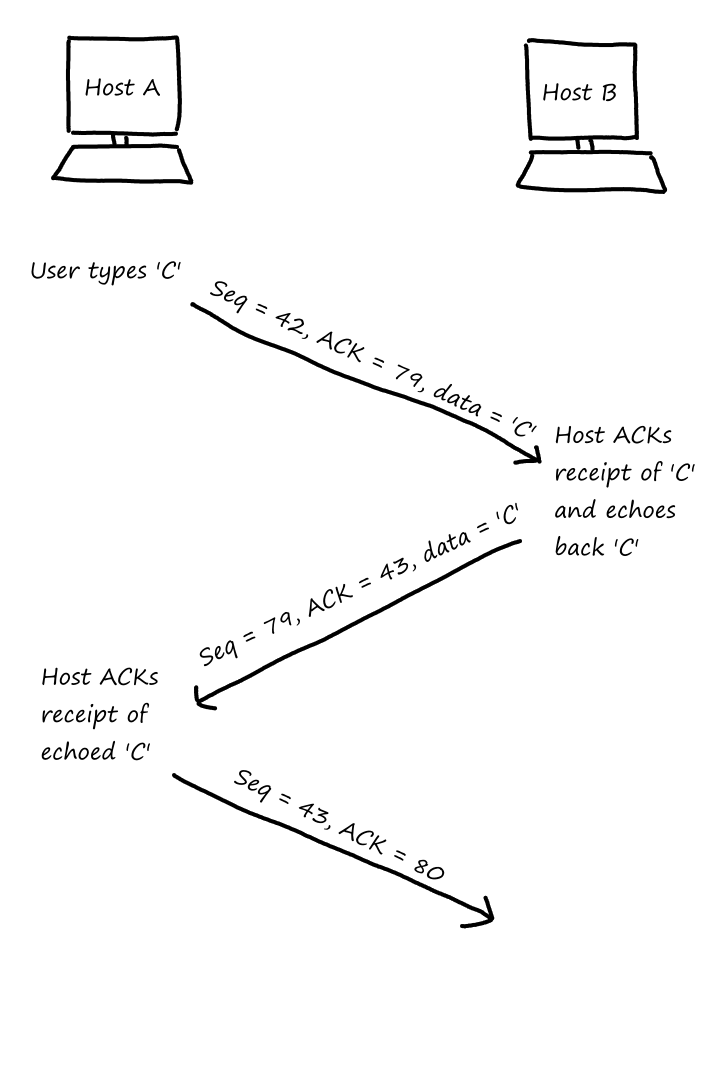 Host A
Host B
User types 'C'
Seq = 42, ACK = 79, data = 'C'
Host ACKs
receipt of 'C'
and echoes
back 'C'
Seq = 79, ACK = 43, data = 'C'
Host ACKs
receipt of
echoed 'C'
Seq = 43, ACK = 80